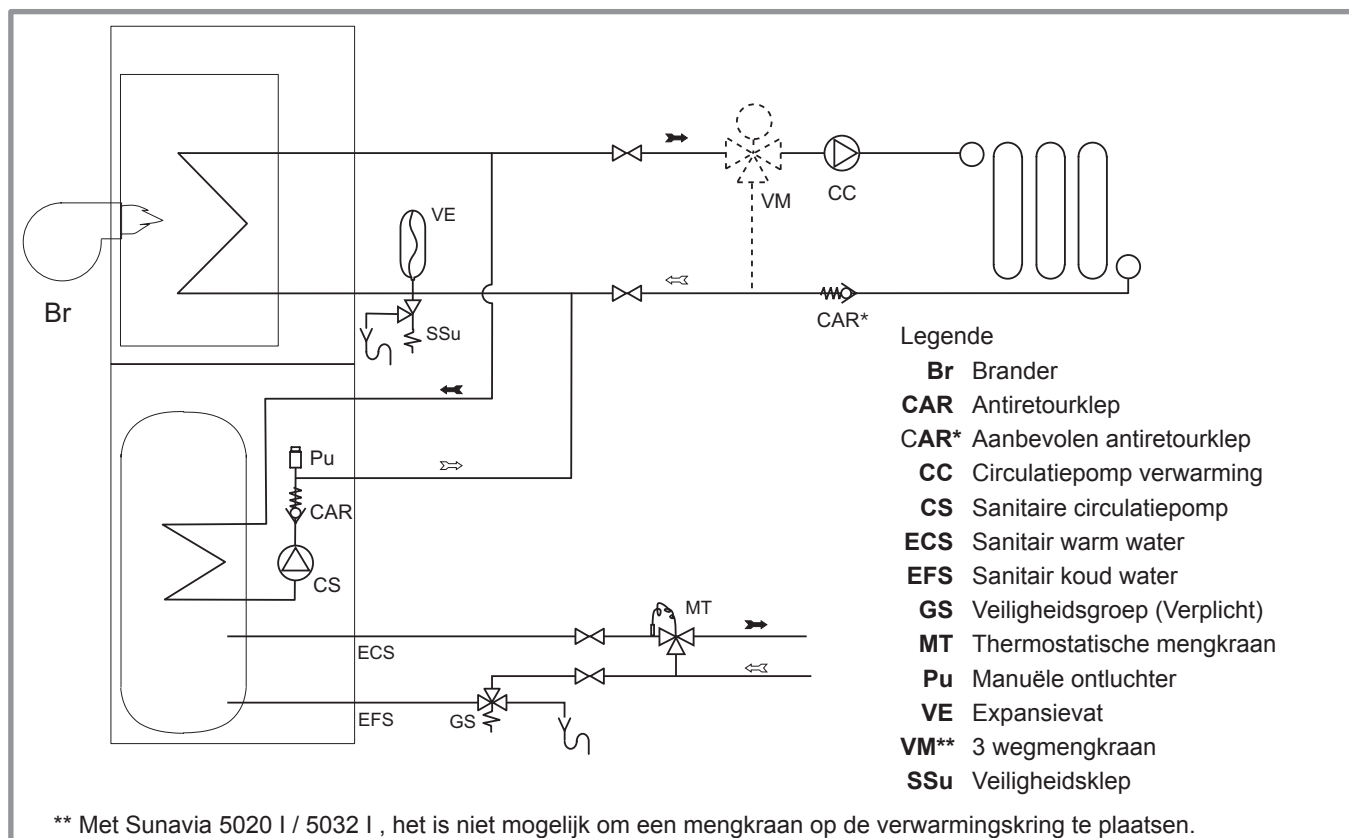 VE
VM
CC
Br
SSu
CAR*
Pu
CAR
CS
MT
ECS
EFS
GS
Legende
Br Brander
CAR Antiretourklep
CAR* Aanbevolen antiretourklep
CC Circulatiepomp verwarming
CS Sanitaire circulatiepomp
ECS Sanitair warm water
EFS Sanitair koud water
GS Veiligheidsgroep (Verplicht)
MT Thermostatische mengkraan
Pu Manuële ontluchter
VE Expansievat
VM** 3 wegmengkraan
SSu Veiligheidsklep
** Met Sunavia 5020 I / 5032 I , het is niet mogelijk om een mengkraan op de verwarmingskring te plaatsen.